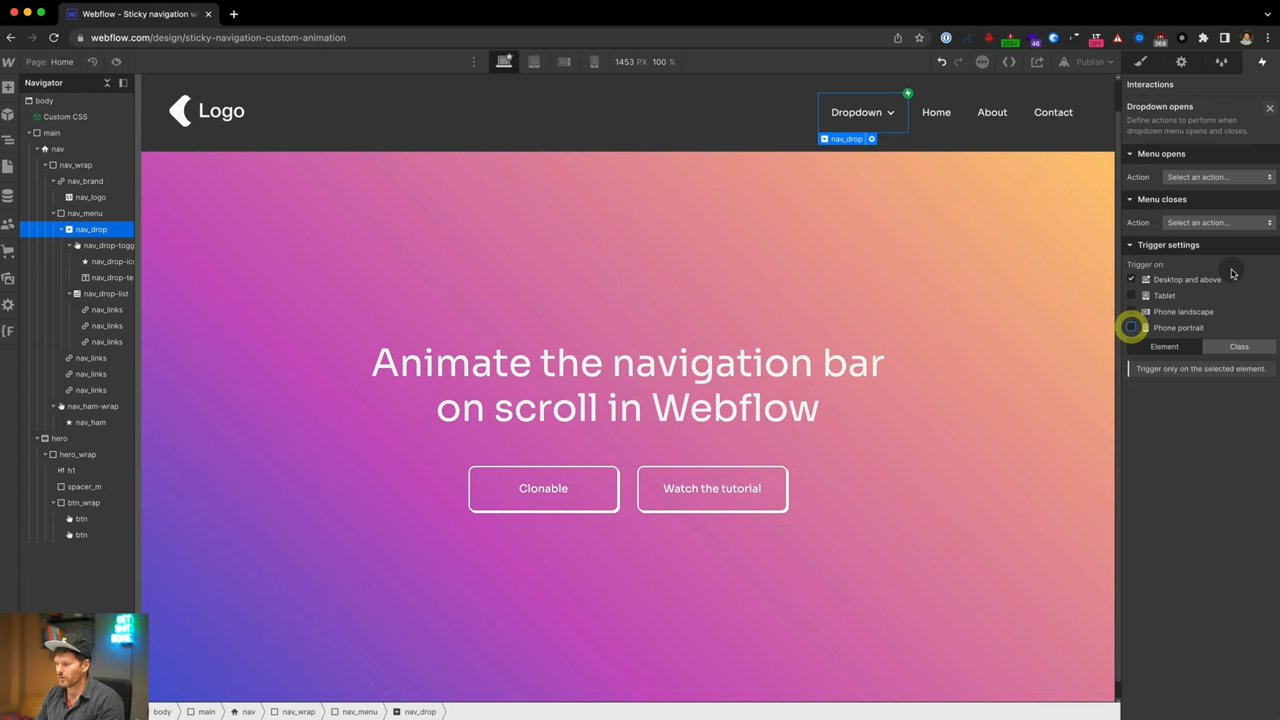 Webflow - Sticky navigation w
webflow.com/design/sticky-navigation-custom-animation
Page: Home
1453 PX 100 %
Publish
Navigator
body
Custom CSS
main
nav
nav_wrap
nav_brand
nav_logo
nav_menu
nav_drop
nav_drop-togg
nav_drop-ico
nav_drop-te
nav_drop-list
nav_links
nav_links
nav_links
nav_links
nav_links
nav_links
nav_ham-wrap
nav_ham
hero
hero_wrap
H1 h1
spacer_m
btn_wrap
btn
btn
Logo
Dropdown
Home
About
Contact
nav_drop
Animate the navigation bar
on scroll in Webflow
Clonable
Watch the tutorial
Interactions
Dropdown opens
Define actions to perform when
dropdown menu opens and closes.
Menu opens
Action Select an action...
Menu closes
Action Select an action...
Trigger settings
Trigger on:
Desktop and above
Tablet
Phone landscape
Phone portrait
Element Class
Trigger only on the selected element.
GET
SHIT
DONE.
body main nav nav_wrap nav_menu nav_drop